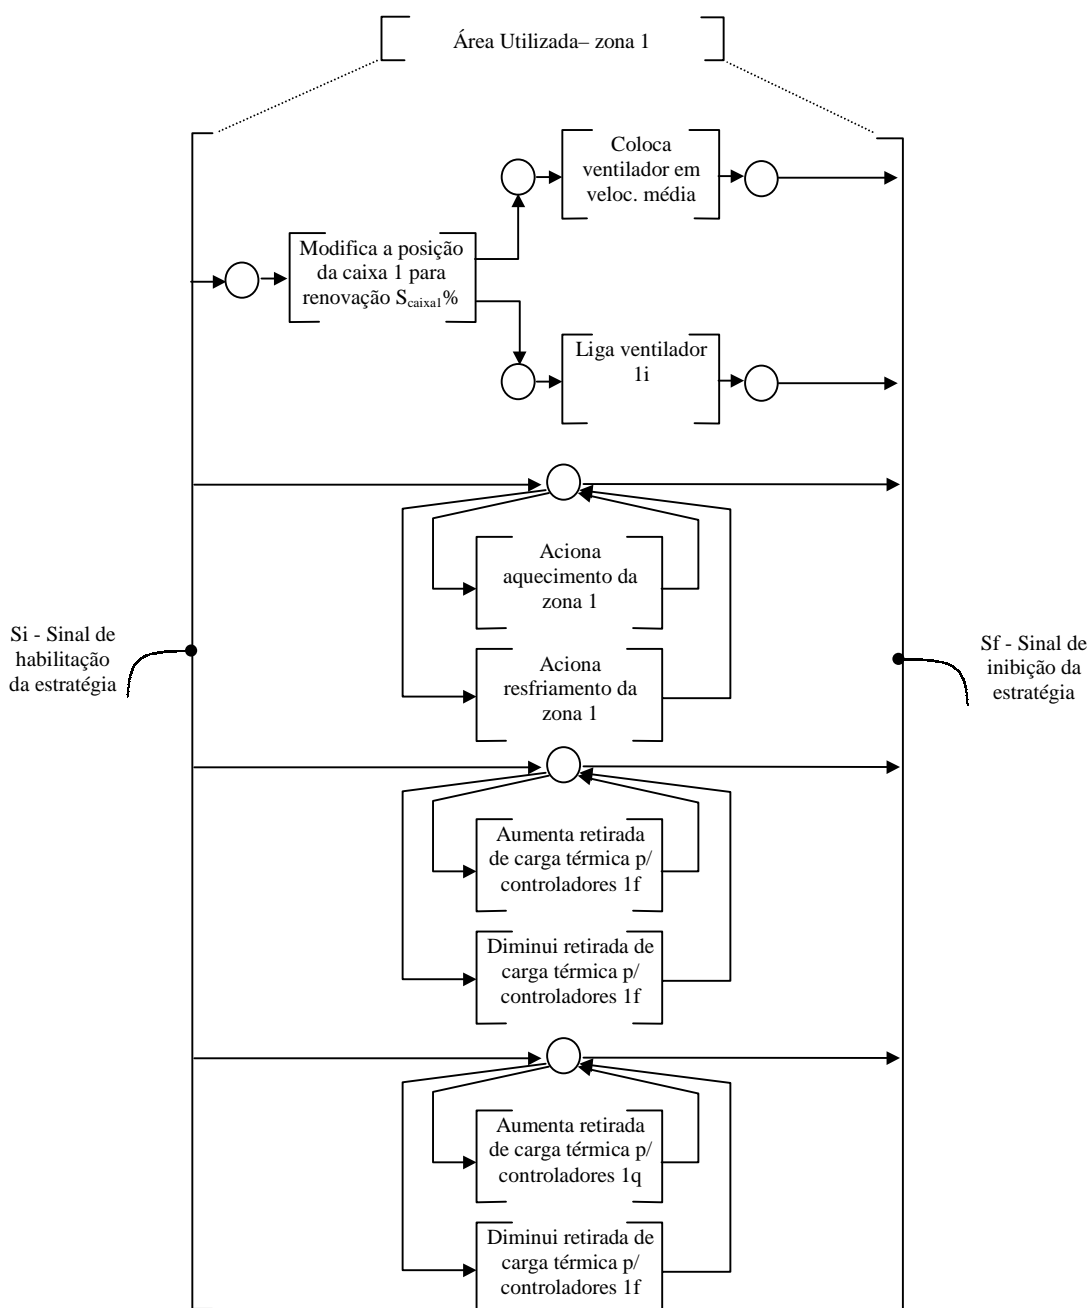 Área Utilizada– zona 1
Coloca
ventilador em
veloc. média
Modifica a posição
da caixa 1 para
renovação Scaixa1%
Liga ventilador
1i
Aciona
aquecimento da
zona 1
Si - Sinal de
habilitação
da estratégia
Aciona
resfriamento da
zona 1
Sf - Sinal de
inibição da
estratégia
Aumenta retirada
de carga térmica p/
controladores 1f
Diminui retirada de
carga térmica p/
controladores 1f
Aumenta retirada
de carga térmica p/
controladores 1q
Diminui retirada de
carga térmica p/
controladores 1f